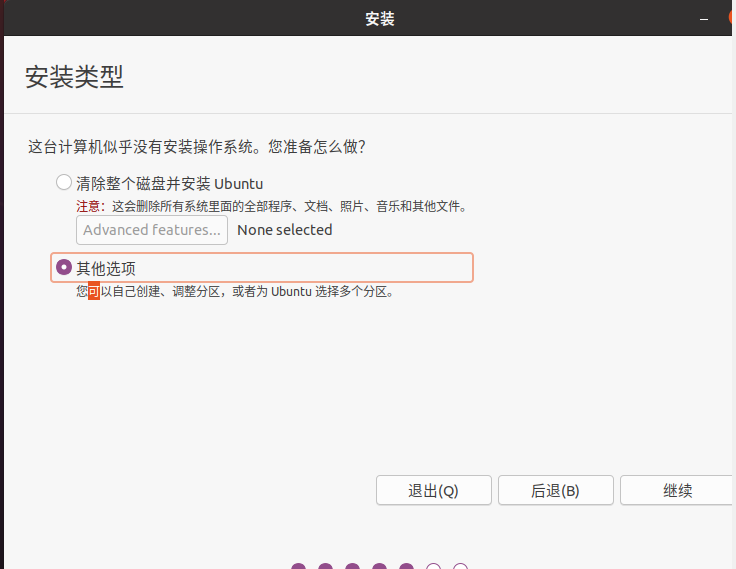 安装
安装类型
这台计算机似乎没有安装操作系统。您准备怎么做？
清除整个磁盘并安装 Ubuntu
注意：这会删除所有系统里面的全部程序、文档、照片、音乐和其他文件。
Advanced features... None selected
其他选项
您可以自己创建、调整分区，或者为 Ubuntu 选择多个分区。
退出(Q) 后退(B) 继续